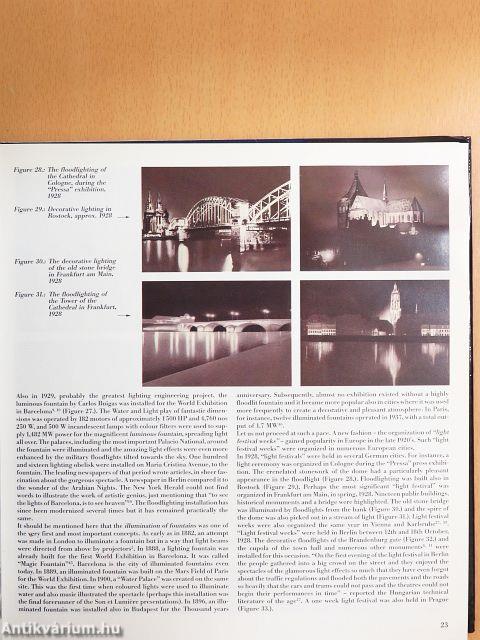 Figure 28.: The floodlighting of
the Cathedral in
Cologne, during the
"Pressa" exhibition,
1928
Figure 29.: Decorative lighting in
Rostock, approx. 1928
Figure 30.: The decorative lighting
of the old stone bridge
in Frankfurt am Main,
1928
Figure 31.: The floodlighting of
the Tower of the
Cathedral in Frankfurt,
1928
Also in 1929, probably the greatest lighting engineering project, the
luminous fountain by Carlos Buigas was installed for the World Exhibition
in Barcelona (Figure 27.). The Water and Light play of fantastic dimen-
sions was operated by 182 motors of approximately 1 500 HP and 4,760 nos
250 W, and 500 W incandescent lamps with colour filters were used to sup-
ply 1,482 MW power for the magnificent luminous fountain, spreading light
all over. The palaces, including the most important Palacio National, around
the fountain were illuminated and the amazing light effects were even more
enhanced by the military floodlights tilted towards the sky. One hundred
and sixteen lighting obelisk were installed on Maria Cristina Avenue, to the
fountain. The leading newspapers of that period wrote articles, in sheer fas-
cination about the gorgeous spectacle. A newspaper in Berlin compared it to
the wonder of the Arabian Nights. The New York Herald could not find
words to illustrate the work of artistic genius, just mentioning that "to see
the lights of Barcelona, is to see heaven". The floodlighting installation has
since been modernized several times but it has remained practically the
same.
It should be mentioned here that the illumination of fountains was one of
the very first and most important concepts. As early as in 1882, an attempt
was made in London to illuminate a fountain but in a way that light beams
were directed from above by projectors. In 1888, a lighting fountain was
already built for the first World Exhibition in Barcelona. It was called
"Magic Fountain". Barcelona is the city of illuminated fountains even
today. In 1889, an illuminated fountain was built on the Mars Field of Paris
for the World Exhibition. In 1900, a "Water Palace" was created on the same
site. This was the first time when coloured lights were used to illuminate
water and also music illustrated the spectacle (perhaps this installation was
the final forerunner of the Son et Lumière presentations). In 1896, an illu-
minated fountain was also installed in Budapest for the Thousand years
anniversary. Subsequently, almost no exhibition existed without a highly
floodlit fountain and it became more popular also in cities where it was used
more frequently to create a decorative and pleasant atmosphere. In Paris,
for instance, twelve illuminated fountains operated in 1937, with a total out-
put of 1.7 MW.
Let us not proceed at such a pace. A new fashion – the organization of "light
festival weeks" – gained popularity in Europe in the late 1920's. Such "light
festival weeks" were organized in numerous European cities.
In 1928, "light festivals" were held in several German cities. For instance, a
light ceremony was organized in Cologne during the "Pressa" press exhibi-
tion. The crenelated stonework of the dome had a particularly pleasant
appearance in the floodlight (Figure 28.). Floodlighting was built also in
Rostock (Figure 29.). Perhaps the most significant "light festival" was
organized in Frankfurt am Main, in spring, 1928. Nineteen public buildings,
historical monuments and a bridge were highlighted. The old stone bridge
was illuminated by floodlights from the bank (Figure 30.) and the spire of
the dome was also picked out in a stream of light (Figure 31.). Light festival
weeks were also organized the same year in Vienna and Karlsruhe.
"Light festival weeks" were held in Berlin between 12th and 18th October,
1928. The decorative floodlights of the Brandenburg gate (Figure 32.) and
the cupola of the town hall and numerous other monuments were
installed for this occasion. "On the first evening of the light festival in Berlin
the people gathered into a big crowd on the street and they enjoyed the
spectacles of the glamorous light effect so much that they have even forgot
about the traffic regulations and flooded both the pavements and the roads
so heavily that the cars and trams could not pass and the theatres could not
begin their performances in time" – reported the Hungarian technical
literature of the age. A one week light festival was also held in Prague
(Figure 33.).
23
Antikvárium.hu